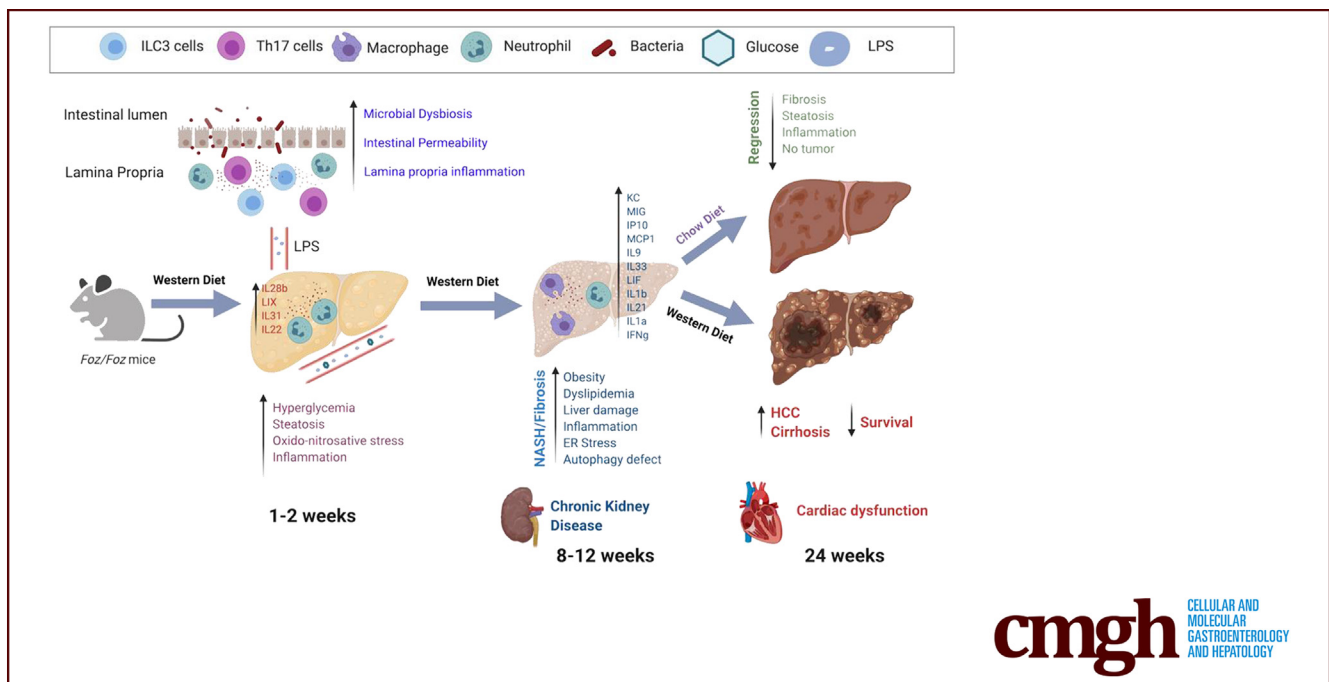 ILC3 cells
Th17 cells
Macrophage
Neutrophil
Bacteria
Glucose
LPS
Intestinal lumen
Lamina Propria
Microbial Dysbiosis
Intestinal Permeability
Lamina propria inflammation
LPS
Foz/Foz mice
Western Diet
IL28b
LIX
IL31
IL22
Hyperglycemia
Steatosis
Oxido-nitrosative stress
Inflammation
1-2 weeks
Western Diet
KC
MIG
IP10
MCP1
IL9
IL33
LIF
IL1b
IL21
IL1a
IFNg
NASH/Fibrosis
Obesity
Dyslipidemia
Liver damage
Inflammation
ER Stress
Autophagy defect
Chronic Kidney
Disease
8-12 weeks
Chow Diet
Western Diet
Regression
Fibrosis
Steatosis
Inflammation
No tumor
HCC
Cirrhosis
Survival
Cardiac dysfunction
24 weeks
cmgh
CELLULAR AND
MOLECULAR
GASTROENTEROLOGY
AND HEPATOLOGY